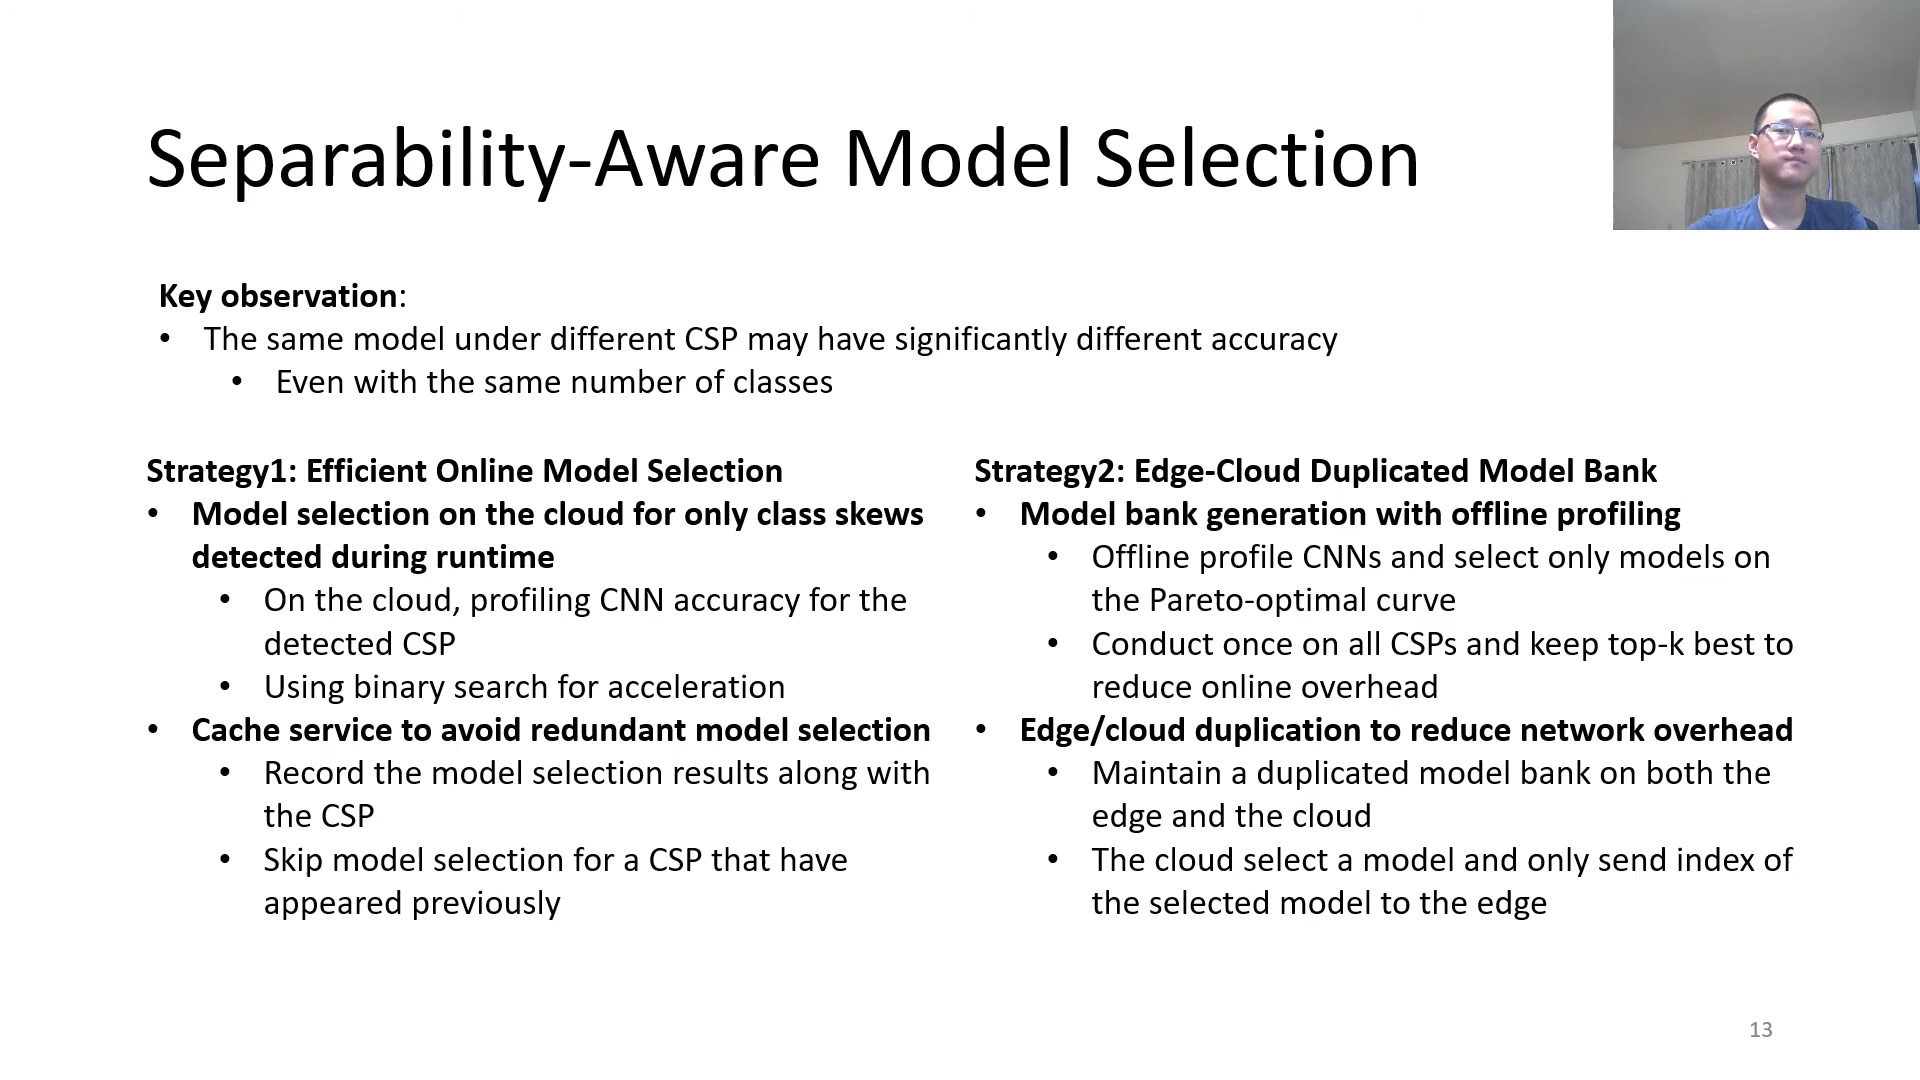 Separability-Aware Model Selection
Key observation:
• The same model under different CSP may have significantly different accuracy
• Even with the same number of classes
Strategy1: Efficient Online Model Selection
• Model selection on the cloud for only class skews
detected during runtime
• On the cloud, profiling CNN accuracy for the
detected CSP
• Using binary search for acceleration
• Cache service to avoid redundant model selection
• Record the model selection results along with
the CSP
• Skip model selection for a CSP that have
appeared previously
Strategy2: Edge-Cloud Duplicated Model Bank
• Model bank generation with offline profiling
• Offline profile CNNs and select only models on
the Pareto-optimal curve
• Conduct once on all CSPs and keep top-k best to
reduce online overhead
• Edge/cloud duplication to reduce network overhead
• Maintain a duplicated model bank on both the
edge and the cloud
• The cloud select a model and only send index of
the selected model to the edge
13